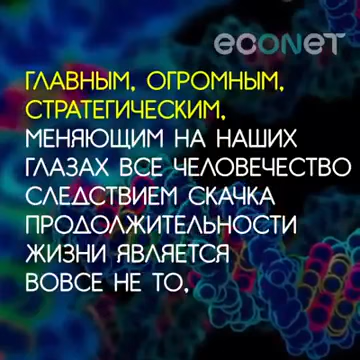 econet
ГЛАВНЫМ, ОГРОМНЫМ,
СТРАТЕГИЧЕСКИМ,
МЕНЯЮЩИМ НА НАШИХ
ГЛАЗАХ ВСЕ ЧЕЛОВЕЧЕСТВО
СЛЕДСТВИЕМ СКАЧКА
ПРОДОЛЖИТЕЛЬНОСТИ
ЖИЗНИ ЯВЛЯЕТСЯ
ВОВСЕ НЕ ТО,